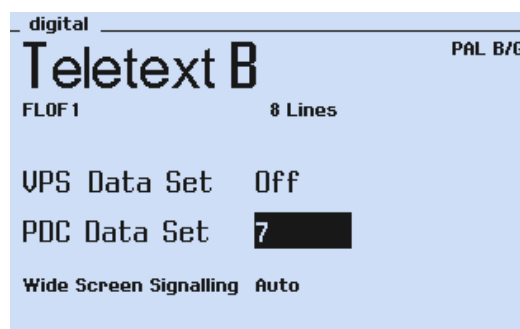 digital
Teletext B
PAL B/G
FLOF1 8 Lines
VPS Data Set Off
PDC Data Set 7
Wide Screen Signalling Auto